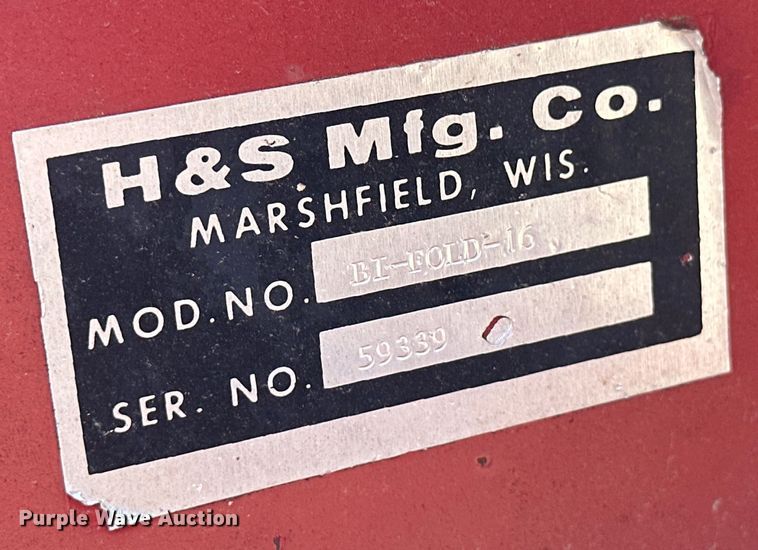 H&S Mfg. Co.
MARSHFIELD, WIS.
MOD. NO. BI-FOLD-16
SER. NO. 59339
Purple Wave Auction